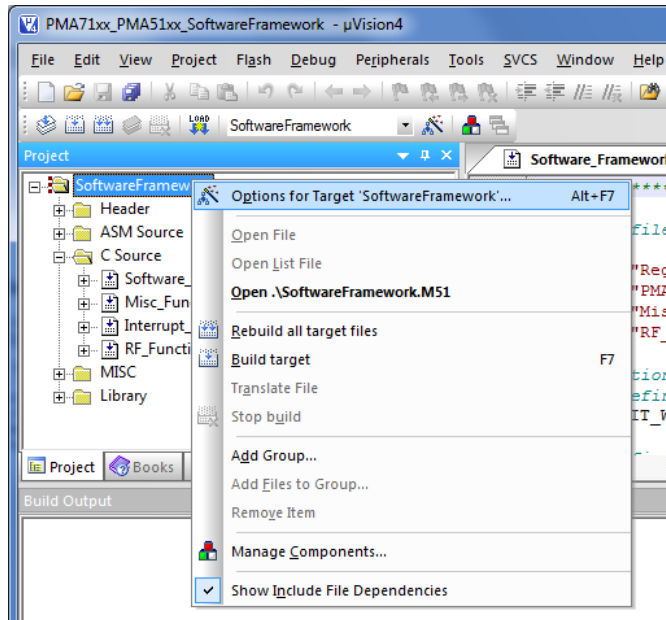 PMA71xx_PMA51xx_SoftwareFramework - µVision4
File Edit View Project Flash Debug Peripherals Tools SVCS Window Help
LOAD SoftwareFramework
Project
Software_Framework
SoftwareFramew
Options for Target 'SoftwareFramework'... Alt+F7
Header
ASM Source
Open File
C Source
Open List File
Software_
Open .\SoftwareFramework.M51
Misc_Fun
Interrupt_
Rebuild all target files
RF_Functi
Build target F7
MISC
Translate File
Library
Stop build
Add Group...
Project Books
Add Files to Group...
Build Output
Remove Item
Manage Components...
Show Include File Dependencies
****
file
"Reg
"PMA
"Mis
"RF_
tion
efin
IT_W